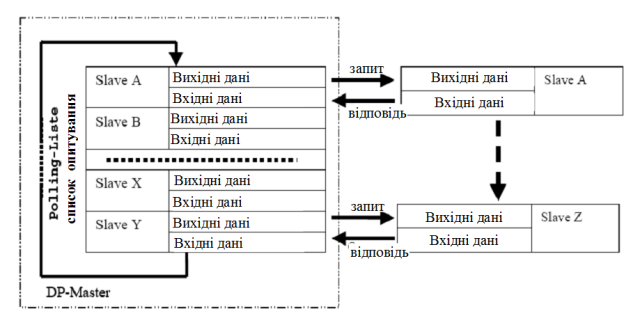 Polling-Liste
список опитування
Slave A
Вихідні дані
Вхідні дані
Slave B
Вихідні дані
Вхідні дані
Slave X
Вихідні дані
Вхідні дані
Slave Y
Вихідні дані
Вхідні дані
DP-Master
запит
відповідь
Вихідні дані
Slave A
Вхідні дані
запит
відповідь
Вихідні дані
Slave Z
Вхідні дані